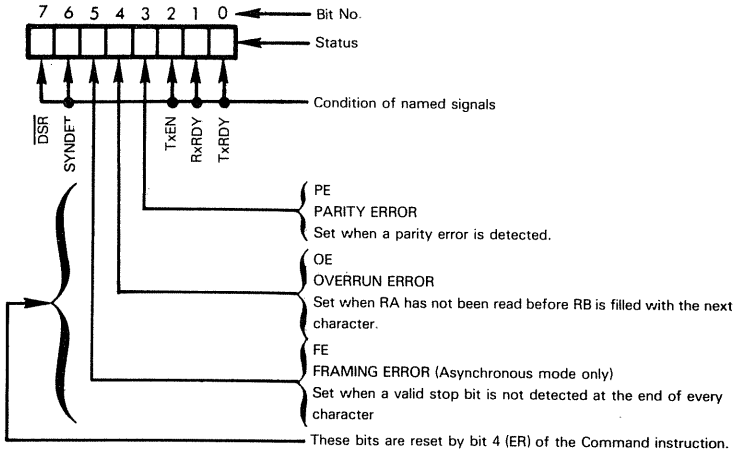 7 6 5 4 3 2 1 0 Bit No.
Status
Condition of named signals
DSR
SYNDET
TxEN
RxRDY
TxRDY
PE
PARITY ERROR
Set when a parity error is detected.
OE
OVERRUN ERROR
Set when RA has not been read before RB is filled with the next
character.
FE
FRAMING ERROR (Asynchronous mode only)
Set when a valid stop bit is not detected at the end of every
character
These bits are reset by bit 4 (ER) of the Command instruction.